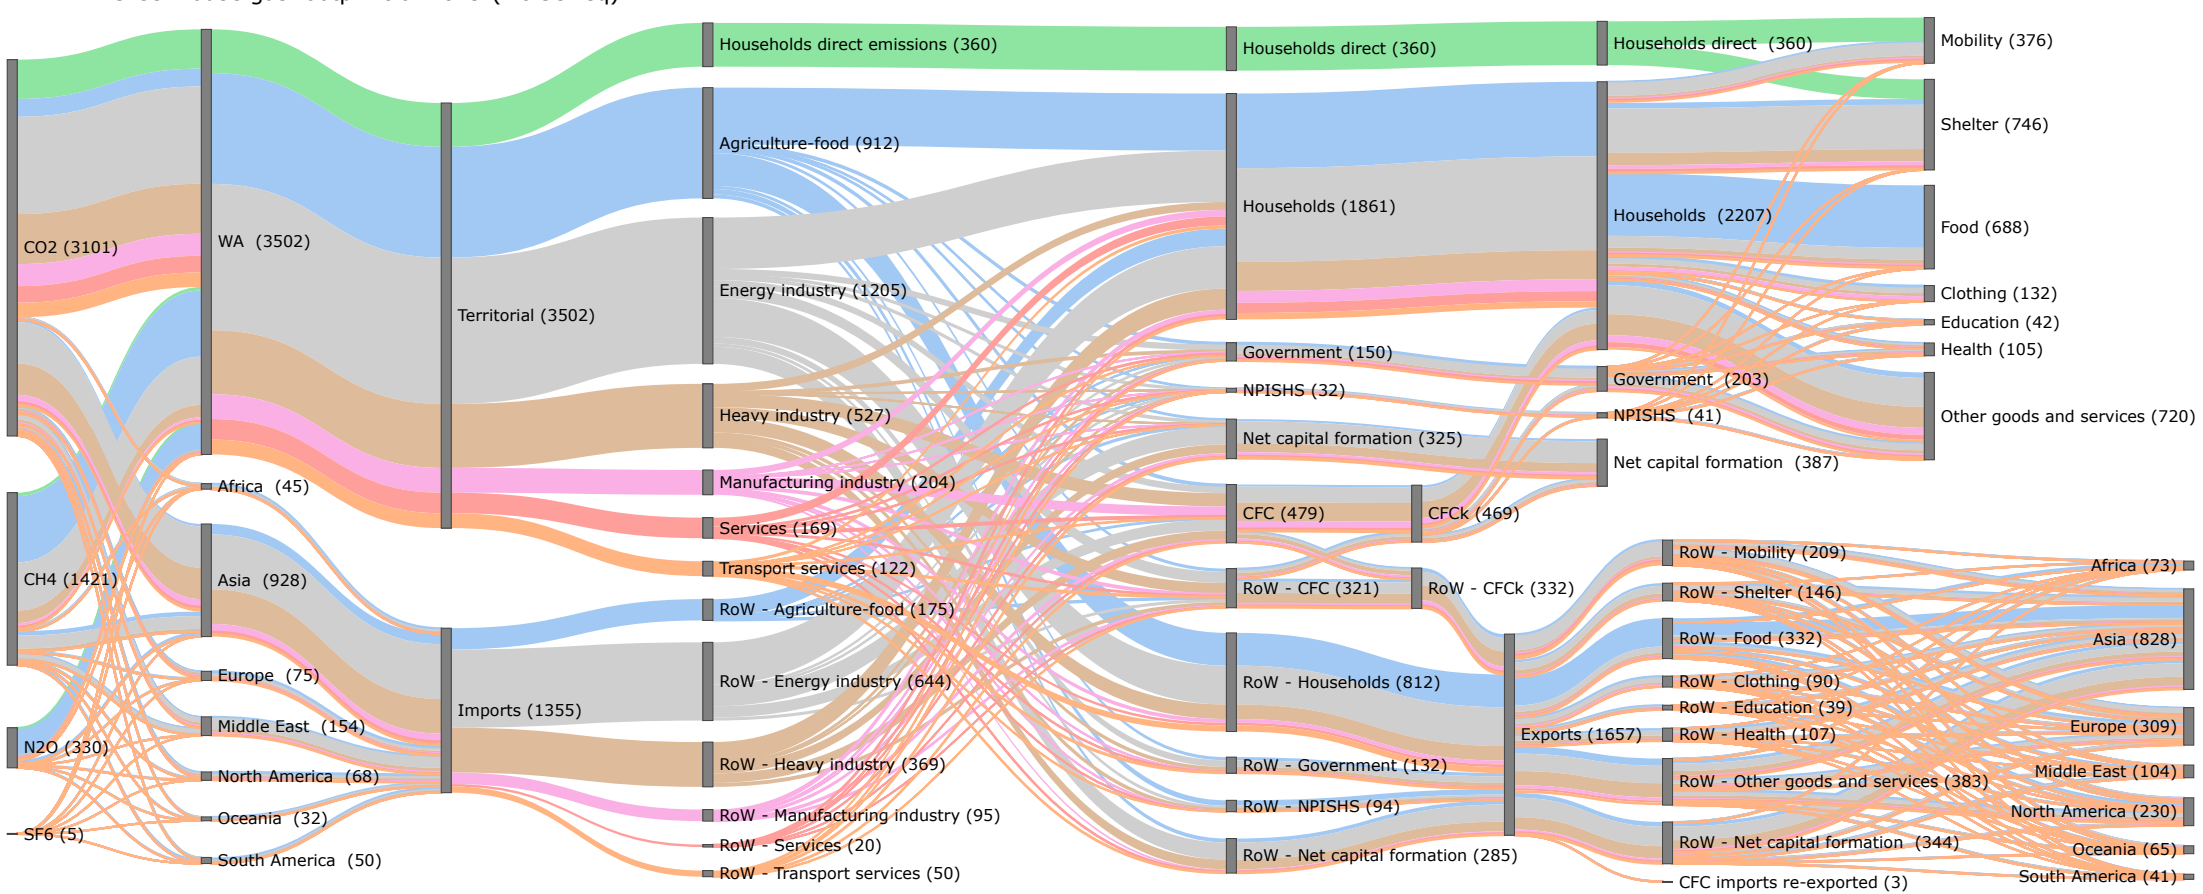 CO2 (3101)
CH4 (1421)
N2O (330)
SF6 (5)
WA (3502)
Africa (45)
Asia (928)
Europe (75)
Middle East (154)
North America (68)
Oceania (32)
South America (50)
Territorial (3502)
Imports (1355)
Households direct emissions (360)
Agriculture-food (912)
Energy industry (1205)
Heavy industry (527)
Manufacturing industry (204)
Services (169)
Transport services (122)
RoW - Agriculture-food (175)
RoW - Energy industry (644)
RoW - Heavy industry (369)
RoW - Manufacturing industry (95)
RoW - Services (20)
RoW - Transport services (50)
Households direct (360)
Households (1861)
Government (150)
NPISHS (32)
Net capital formation (325)
CFC (479)
RoW - CFC (321)
RoW - Households (812)
RoW - Government (132)
RoW - NPISHS (94)
RoW - Net capital formation (285)
CFCk (469)
RoW - CFCk (332)
Exports (1657)
Households direct (360)
Households (2207)
Government (203)
NPISHS (41)
Net capital formation (387)
RoW - Mobility (209)
RoW - Shelter (146)
RoW - Food (332)
RoW - Clothing (90)
RoW - Education (39)
RoW - Health (107)
RoW - Other goods and services (383)
RoW - Net capital formation (344)
CFC imports re-exported (3)
Mobility (376)
Shelter (746)
Food (688)
Clothing (132)
Education (42)
Health (105)
Other goods and services (720)
Africa (73)
Asia (828)
Europe (309)
Middle East (104)
North America (230)
Oceania (65)
South America (41)